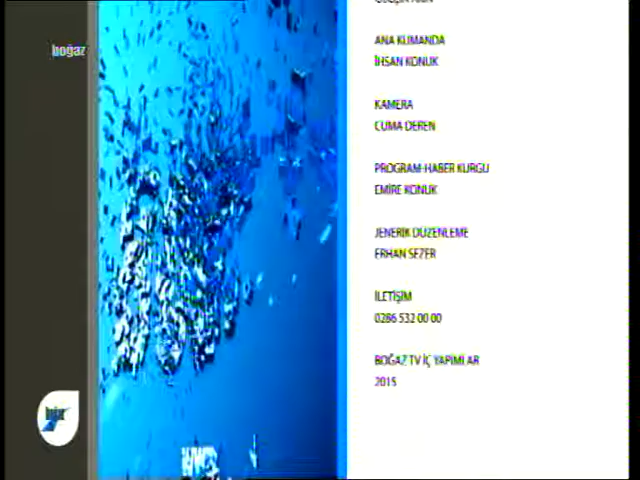 boğaz
ANA KUMANDA
İHSAN KONUK
KAMERA
CUMA DEREN
PROGRAM-HABER KURGU
EMİRE KONUK
JENERİK DÜZENLEME
ERHAN SEZER
İLETİŞİM
0286 532 00 00
BOĞAZ TV İÇ YAPIMLAR
2015